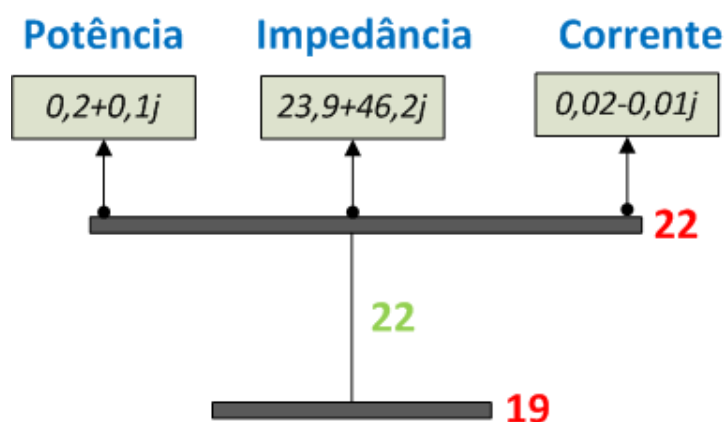 Potência Impedância Corrente
0,2+0,1j 23,9+46,2j 0,02-0,01j
22
22
19